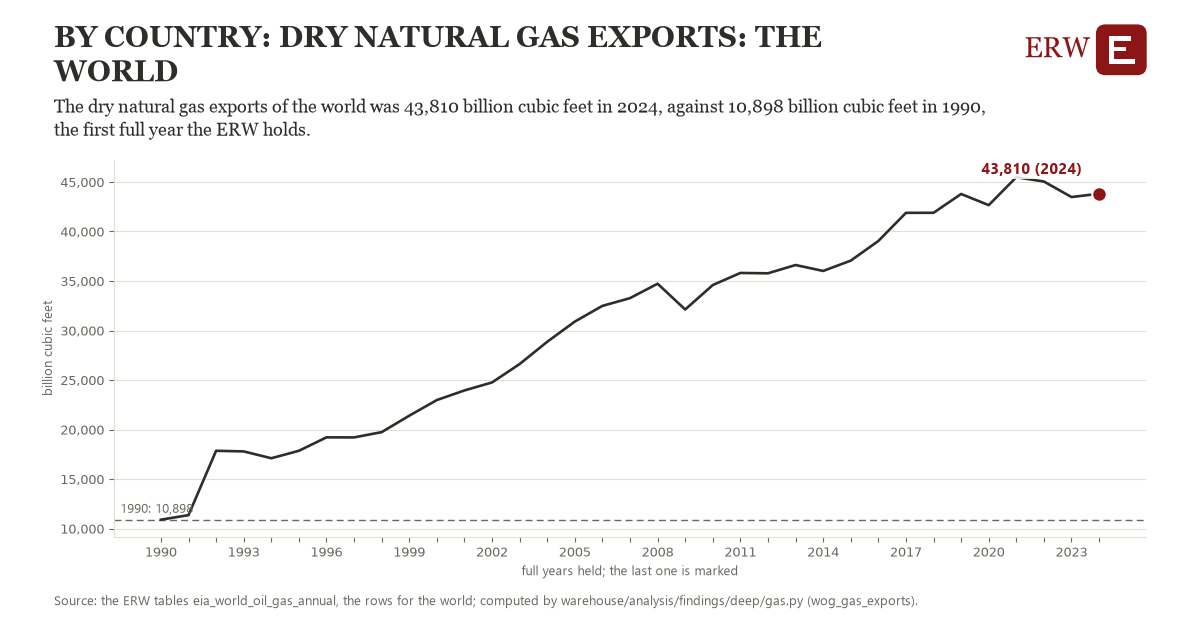 BY COUNTRY: DRY NATURAL GAS EXPORTS: THE
WORLD
ERW E
The dry natural gas exports of the world was 43,810 billion cubic feet in 2024, against 10,898 billion cubic feet in 1990,
the first full year the ERW holds.
43,810 (2024)
45,000
40,000
35,000
30,000
25,000
20,000
15,000
10,000
billion cubic feet
1990: 10,898
1990 1993 1996 1999 2002 2005 2008 2011 2014 2017 2020 2023
full years held; the last one is marked
Source: the ERW tables eia_world_oil_gas_annual, the rows for the world; computed by warehouse/analysis/findings/deep/gas.py (wog_gas_exports).